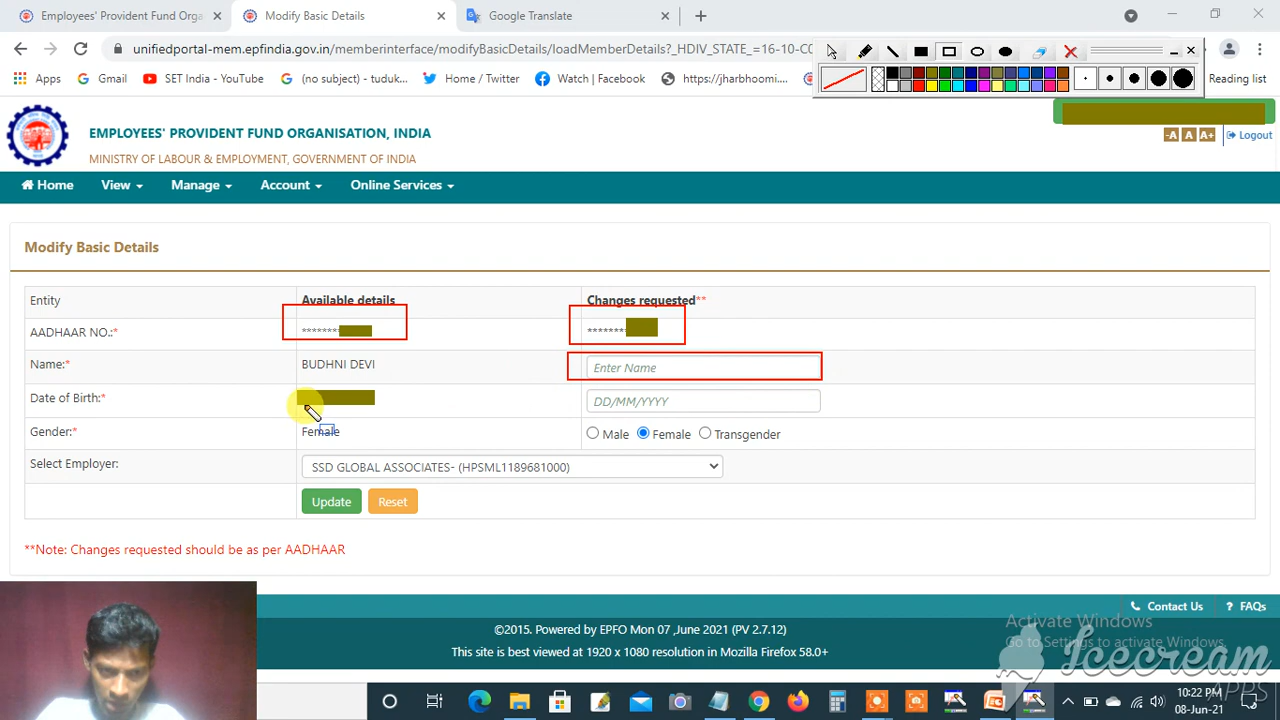 Employees' Provident Fund Orga
Modify Basic Details
Google Translate
unifiedportal-mem.epfindia.gov.in/memberinterface/modifyBasicDetails/loadMemberDetails?_HDIV_STATE_=16-10-C0
Apps
Gmail
SET India - YouTube
(no subject) - truworth
Home / Twitter
Watch | Facebook
https://jharbhoomi....
Reading list
EMPLOYEES' PROVIDENT FUND ORGANISATION, INDIA
MINISTRY OF LABOUR & EMPLOYMENT, GOVERNMENT OF INDIA
-A A A+ Logout
Home View Manage Account Online Services
Modify Basic Details
Entity Available details Changes requested**
AADHAAR NO.:* ******** ********
Name:* BUDHNI DEVI Enter Name
Date of Birth:* DD/MM/YYYY
Gender:* Female Male Female Transgender
Select Employer: SSD GLOBAL ASSOCIATES- (HPSML1189681000)
Update Reset
**Note: Changes requested should be as per AADHAAR
Contact Us ? FAQs
©2015. Powered by EPFO Mon 07 ,June 2021 (PV 2.7.12)
This site is best viewed at 1920 x 1080 resolution in Mozilla Firefox 58.0+
Activate Windows
Go to Settings to activate Windows.
Icecream
APPS
10:22 PM
08-Jun-21